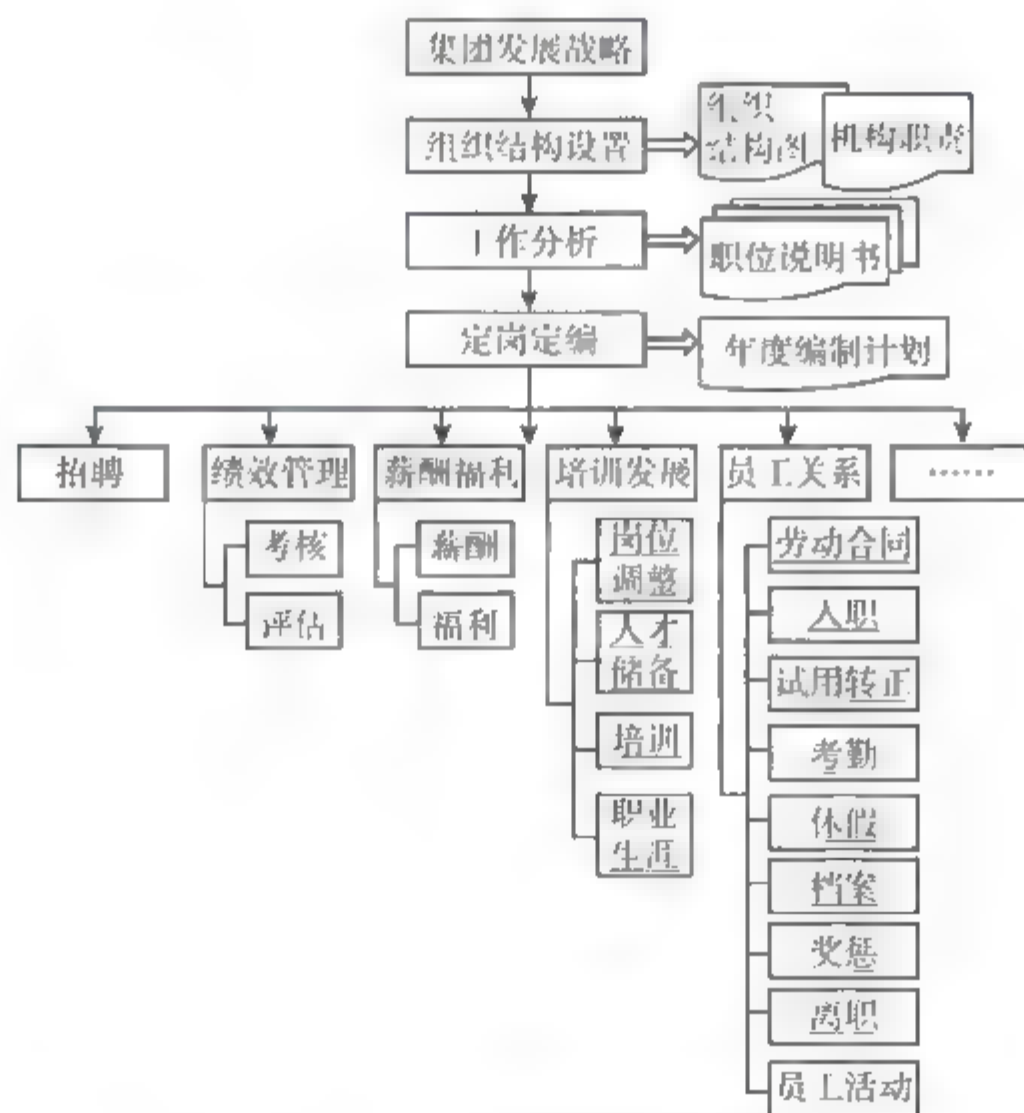 集团发展战略
组织结构设置
组织
结构图
机构职责
工作分析
职位说明书
定岗定编
年度编制计划
招聘
绩效管理
薪酬福利
培训发展
员工关系
……
考核
评估
薪酬
福利
岗位
调整
人才
储备
培训
职业
生涯
劳动合同
入职
试用转正
考勤
休假
档案
奖惩
离职
员工活动